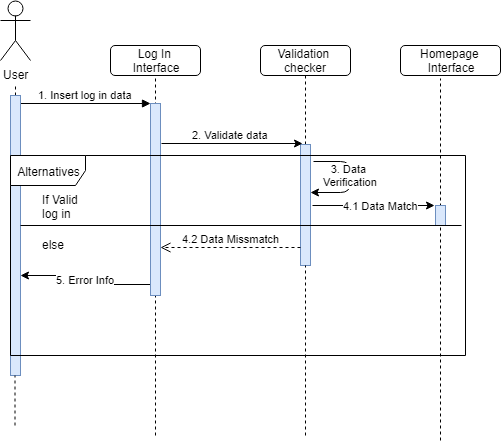 User
Log In
Interface
Validation
checker
Homepage
Interface
1. Insert log in data
2. Validate data
Alternatives
3. Data
Verification
If Valid
log in
4.1 Data Match
else
4.2 Data Missmatch
5. Error Info